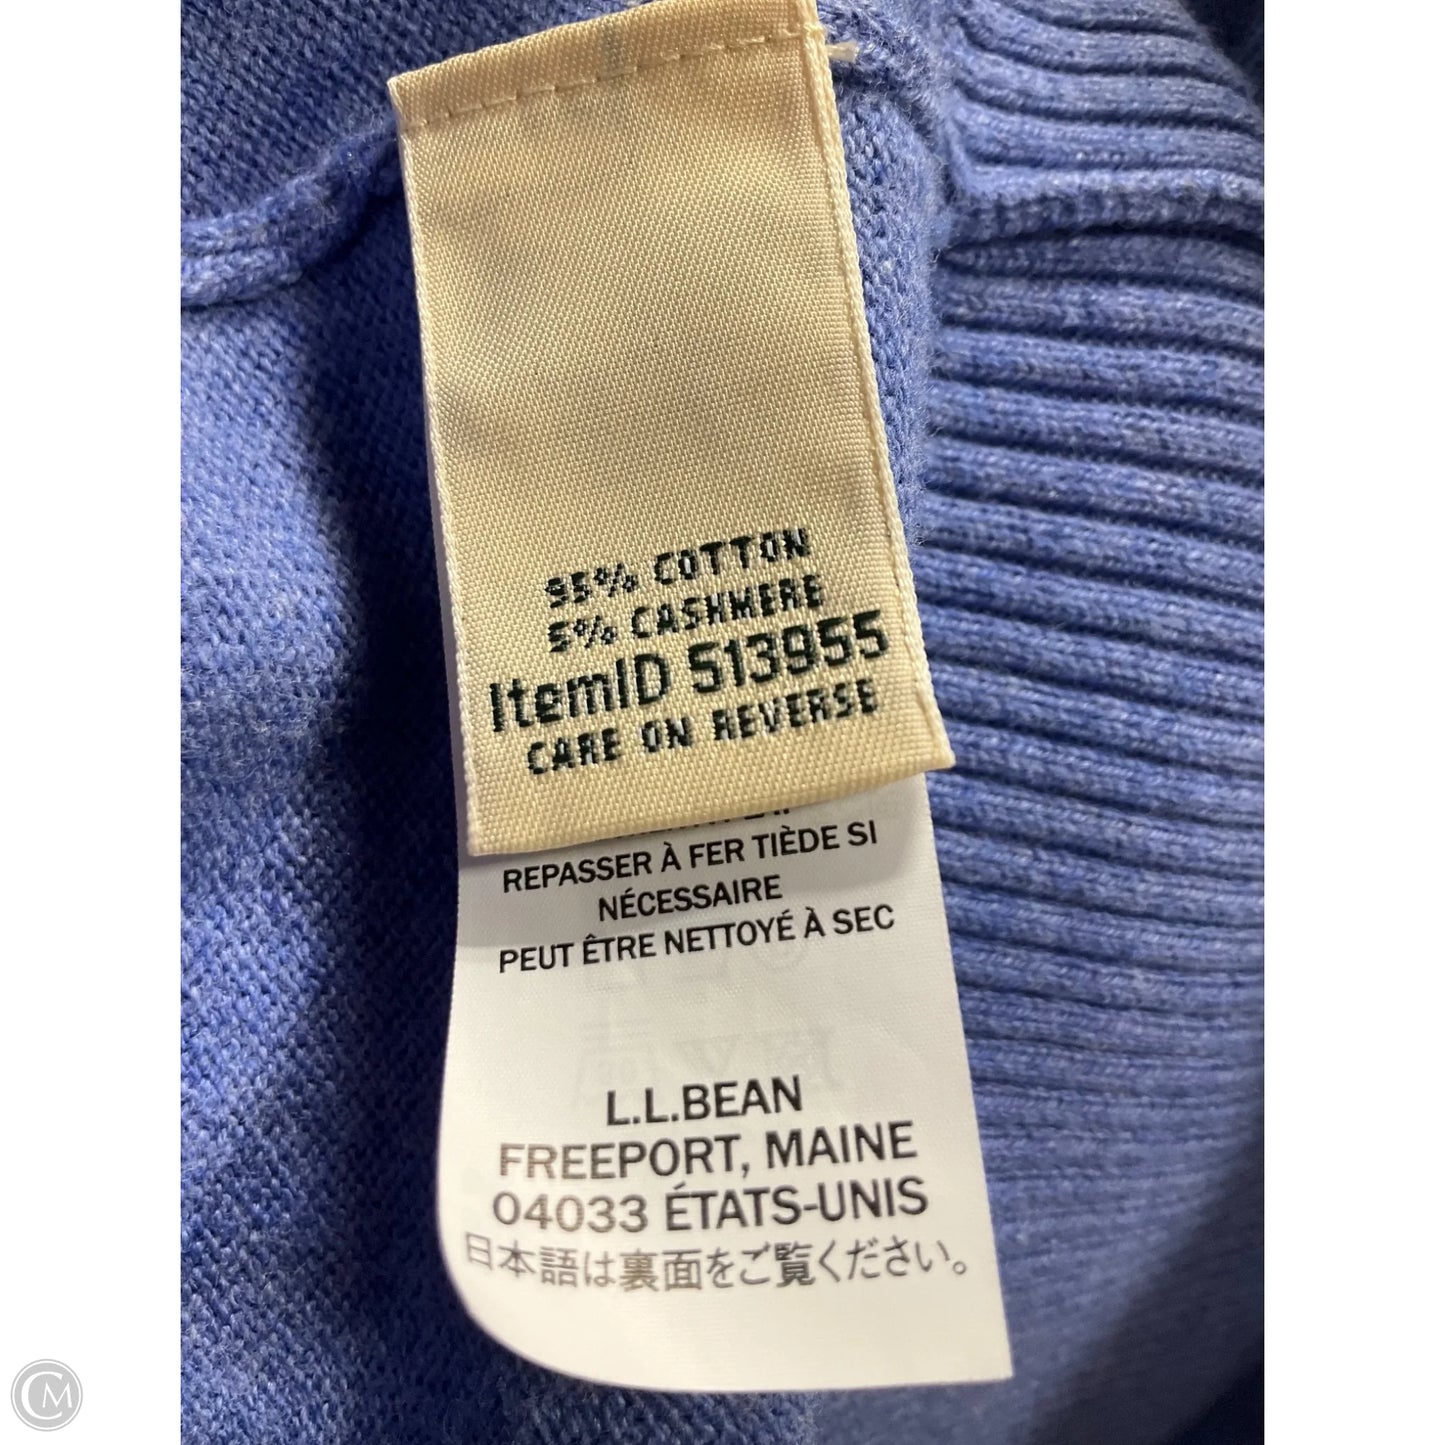 95% COTTON
5% CASHMERE
ItemID 513955
CARE ON REVERSE
REPASSER À FER TIÈDE SI
NÉCESSAIRE
PEUT ÊTRE NETTOYÉ À SEC
L.L.BEAN
FREEPORT, MAINE
04033 ÉTATS-UNIS
日本語は裏面をご覧ください。
CM